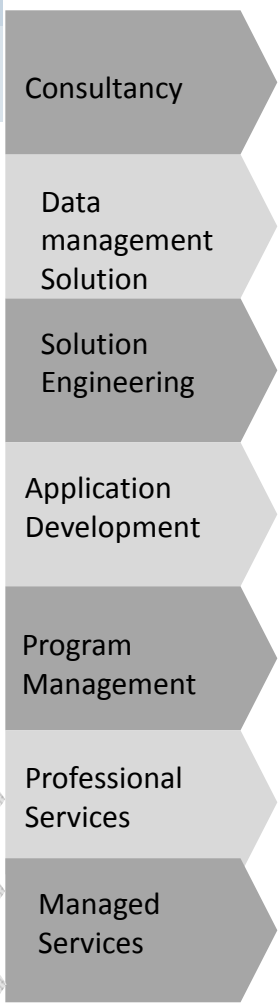 Consultancy
Data
management
Solution
Solution
Engineering
Application
Development
Program
Management
Professional
Services
Managed
Services